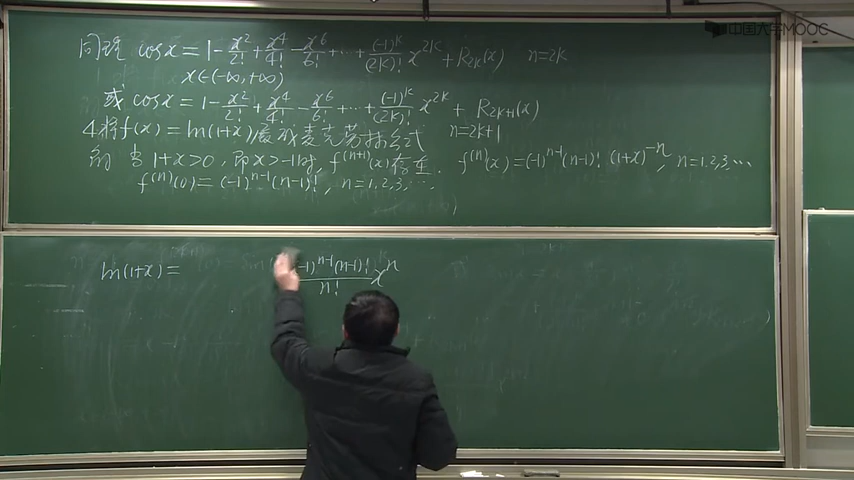 中国大学MOOC
同理 cosx = 1 - x²/2! + x⁴/4! - x⁶/6! + ⋯ + (-1)ᵏ/(2k)! x²ᵏ + R₂ₖ(x) n=2k
x∈(-∞,+∞)
或 cosx = 1 - x²/2! + x⁴/4! - x⁶/6! + ⋯ + (-1)ᵏ/(2k)! x²ᵏ + R₂ₖ₊₁(x)
n=2k+1
4 将f(x) = ln(1+x)展成麦克劳林公式
当 1+x>0, 即x>-1时, f⁽ⁿ⁺¹⁾(x)存在. f⁽ⁿ⁾(x) = (-1)ⁿ⁻¹(n-1)! (1+x)⁻ⁿ, n=1,2,3,⋯
f⁽ⁿ⁾(0) = (-1)ⁿ⁻¹(n-1)!, n=1,2,3,⋯
ln(1+x) = (-1)ⁿ⁻¹(n-1)!/n! xⁿ